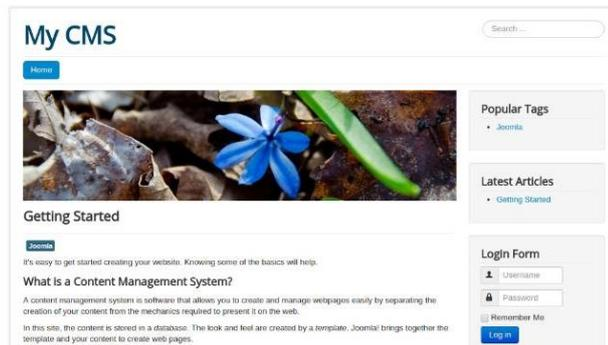 My CMS
Search ...
Home
Popular Tags
Joomla
Latest Articles
Getting Started
Getting Started
Joomla
It's easy to get started creating your website. Knowing some of the basics will help.
What is a Content Management System?
A content management system is software that allows you to create and manage webpages easily by separating the
creation of your content from the mechanics required to present it on the web.
In this site, the content is stored in a database. The look and feel are created by a template. Joomla! brings together the
template and your content to create web pages.
Login Form
Username
Password
Remember Me
Log in